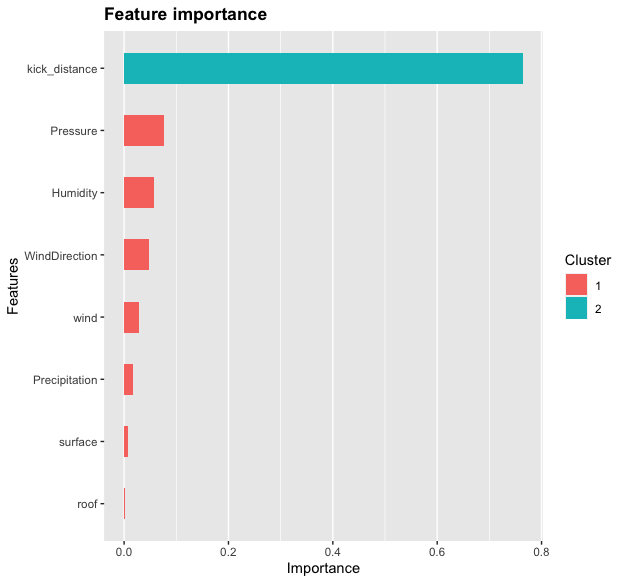 Feature importance
kick_distance
Pressure
Humidity
WindDirection
wind
Precipitation
surface
roof
Features
0.0 0.2 0.4 0.6 0.8
Importance
Cluster
1
2